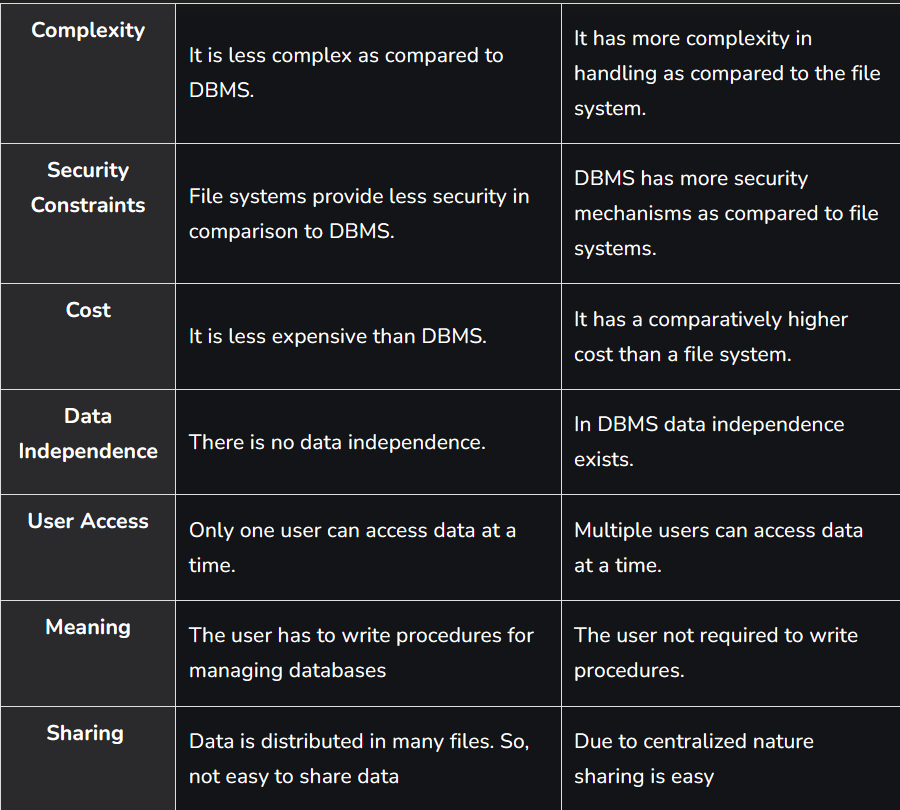 Complexity
It is less complex as compared to
DBMS.
It has more complexity in
handling as compared to the file
system.
Security
Constraints
File systems provide less security in
comparison to DBMS.
DBMS has more security
mechanisms as compared to file
systems.
Cost
It is less expensive than DBMS.
It has a comparatively higher
cost than a file system.
Data
Independence
There is no data independence.
In DBMS data independence
exists.
User Access
Only one user can access data at a
time.
Multiple users can access data
at a time.
Meaning
The user has to write procedures for
managing databases
The user not required to write
procedures.
Sharing
Data is distributed in many files. So,
not easy to share data
Due to centralized nature
sharing is easy